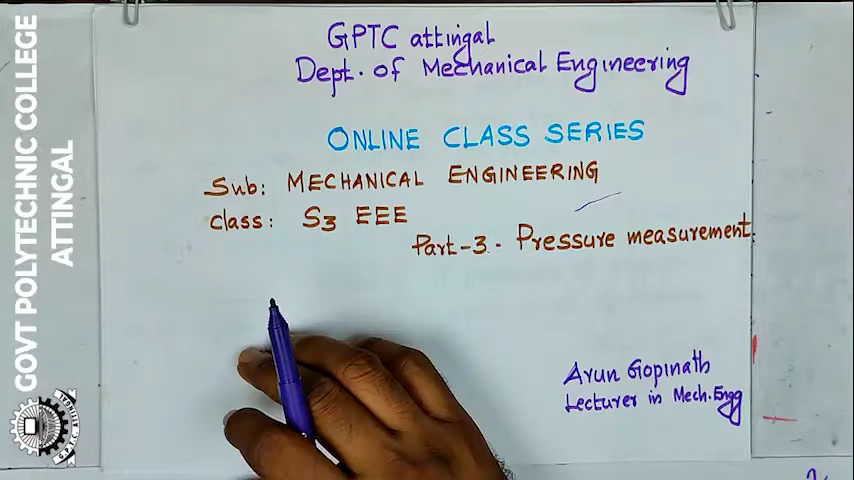 GPTC attingal
Dept. of Mechanical Engineering
ONLINE CLASS SERIES
Sub: MECHANICAL ENGINEERING
Class: S3 EEE
Part-3. Pressure measurement
Arun Gopinath
Lecturer in Mech.Engg
GOVT POLYTECHNIC COLLEGE
ATTINGAL